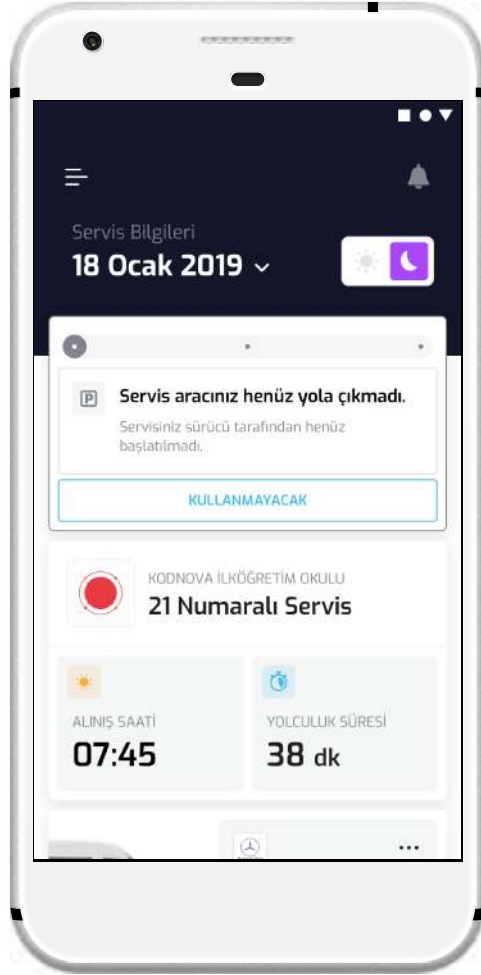 Servis Bilgileri
18 Ocak 2019
Servis aracınız henüz yola çıkmadı.
Servisiniz sürücü tarafından henüz
başlatılmadı.
KULLANMAYACAK
KODNOVA İLKÖĞRETİM OKULU
21 Numaralı Servis
ALINIŞ SAATİ
07:45
YOLCULUK SÜRESİ
38 dk